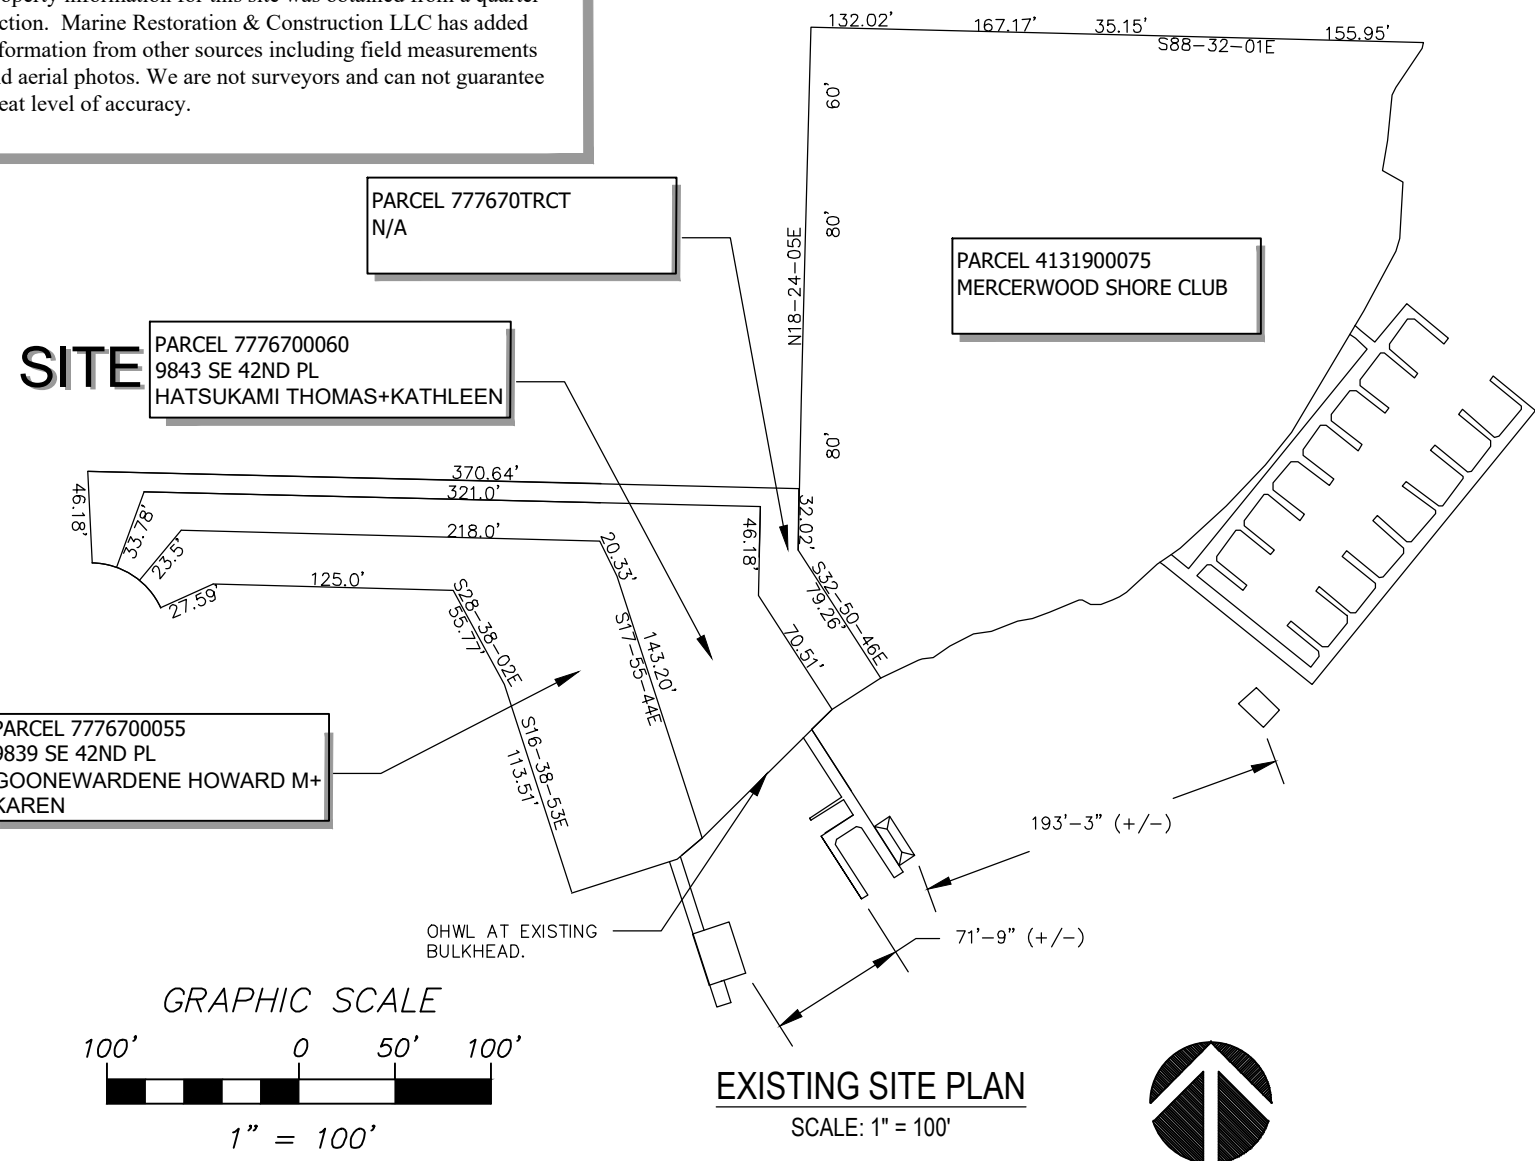 operty information for this site was obtained from a quarter
ction.  Marine Restoration & Construction LLC has added
formation from other sources including field measurements
d aerial photos. We are not surveyors and can not guarantee
eat level of accuracy.
132.02'
167.17'
35.15'
155.95'
S88-32-01E
60'
80'
80'
N18-24-05E
PARCEL 777670TRCT
N/A
PARCEL 4131900075
MERCERWOOD SHORE CLUB
SITE
PARCEL 7776700060
9843 SE 42ND PL
HATSUKAMI THOMAS+KATHLEEN
370.64'
321.0'
218.0'
125.0'
46.18'
33.78'
23.5'
27.59'
S28-38-02E
55.77'
20.33'
S17-55-44E
143.20'
46.18'
70.51'
32.02'
S32-50-46E
79.26'
S16-38-53E
113.51'
PARCEL 7776700055
9839 SE 42ND PL
GOONEWARDENE HOWARD M+
KAREN
193'-3" (+/-)
71'-9" (+/-)
OHWL AT EXISTING
BULKHEAD.
GRAPHIC SCALE
100' 0 50' 100'
1" = 100'
EXISTING SITE PLAN
SCALE: 1" = 100'